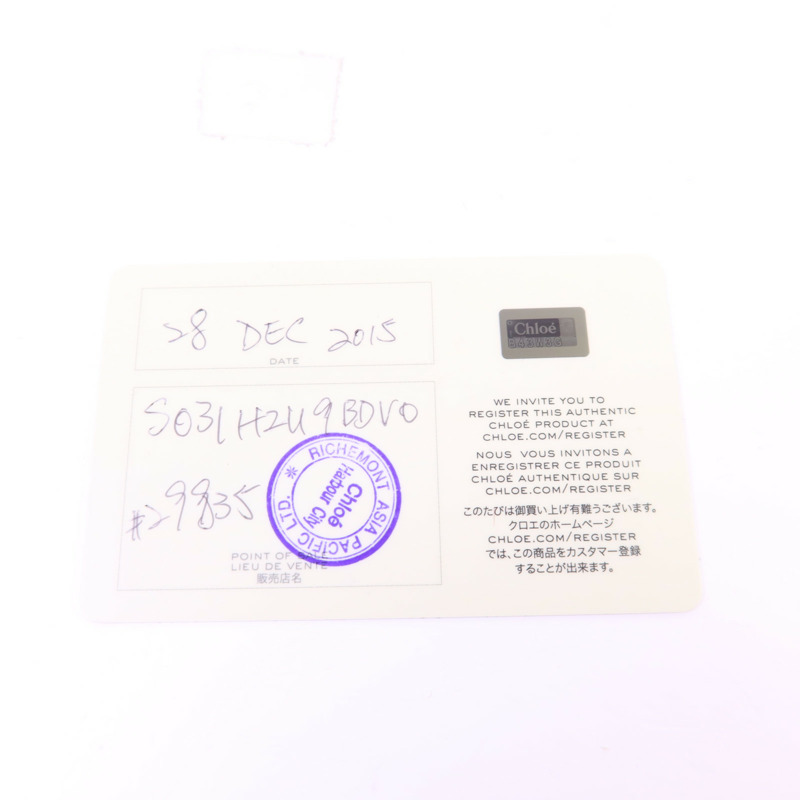 28 DEC 2015
DATE
S031H2U9BDV0
#29835
RICHEMONT ASIA PACIFIC LTD. *
Chloé
Harbour City
LIEU DE VENTE
販売店名
Chloé
WE INVITE YOU TO
REGISTER THIS AUTHENTIC
CHLOÉ PRODUCT AT
CHLOE.COM/REGISTER
NOUS VOUS INVITONS A
ENREGISTRER CE PRODUIT
CHLOÉ AUTHENTIQUE SUR
CHLOE.COM/REGISTER
このたびは御買い上げ有難うございます。
クロエのホームページ
CHLOE.COM/REGISTER
では、この商品をカスタマー登録
することが出来ます。